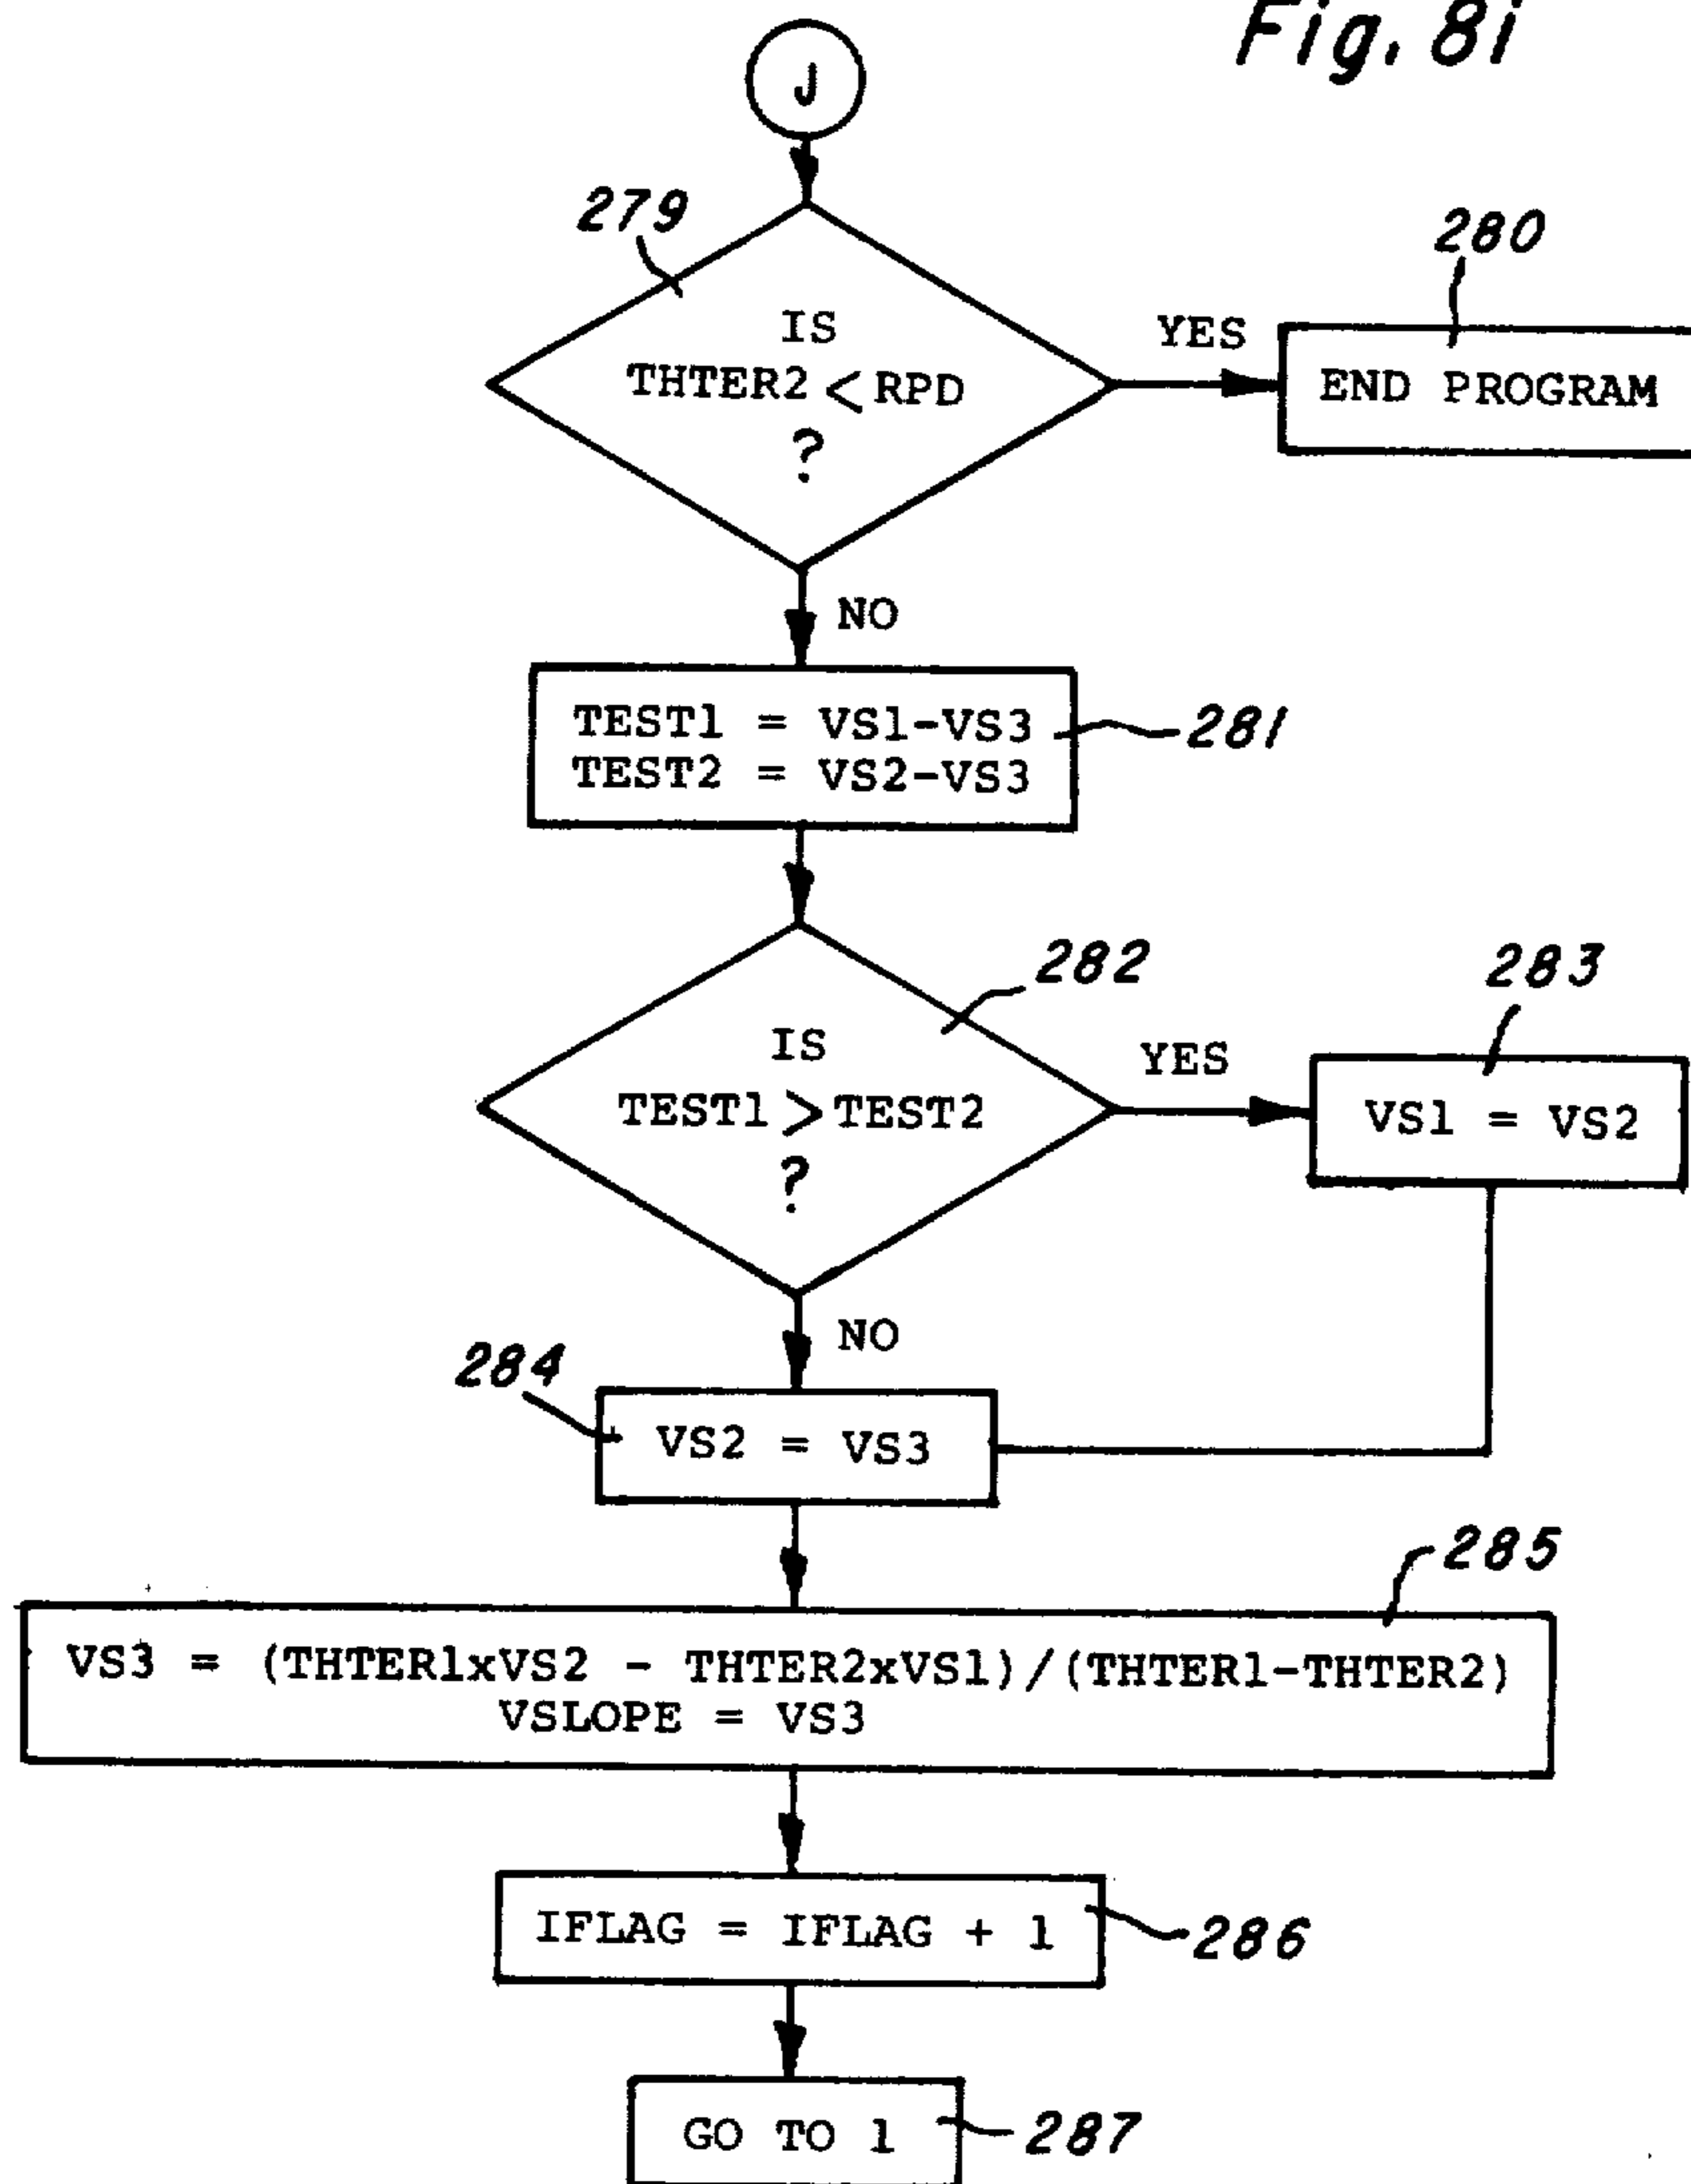 Fig. 8i
J
279
IS
THTER2 < RPD
?
YES
280
END PROGRAM
NO
TEST1 = VS1-VS3
TEST2 = VS2-VS3
281
282
IS
TEST1 > TEST2
?
YES
283
VS1 = VS2
NO
284
VS2 = VS3
285
VS3 = (THTER1xVS2 - THTER2xVS1)/(THTER1-THTER2)
VSLOPE = VS3
IFLAG = IFLAG + 1
286
GO TO 1
287